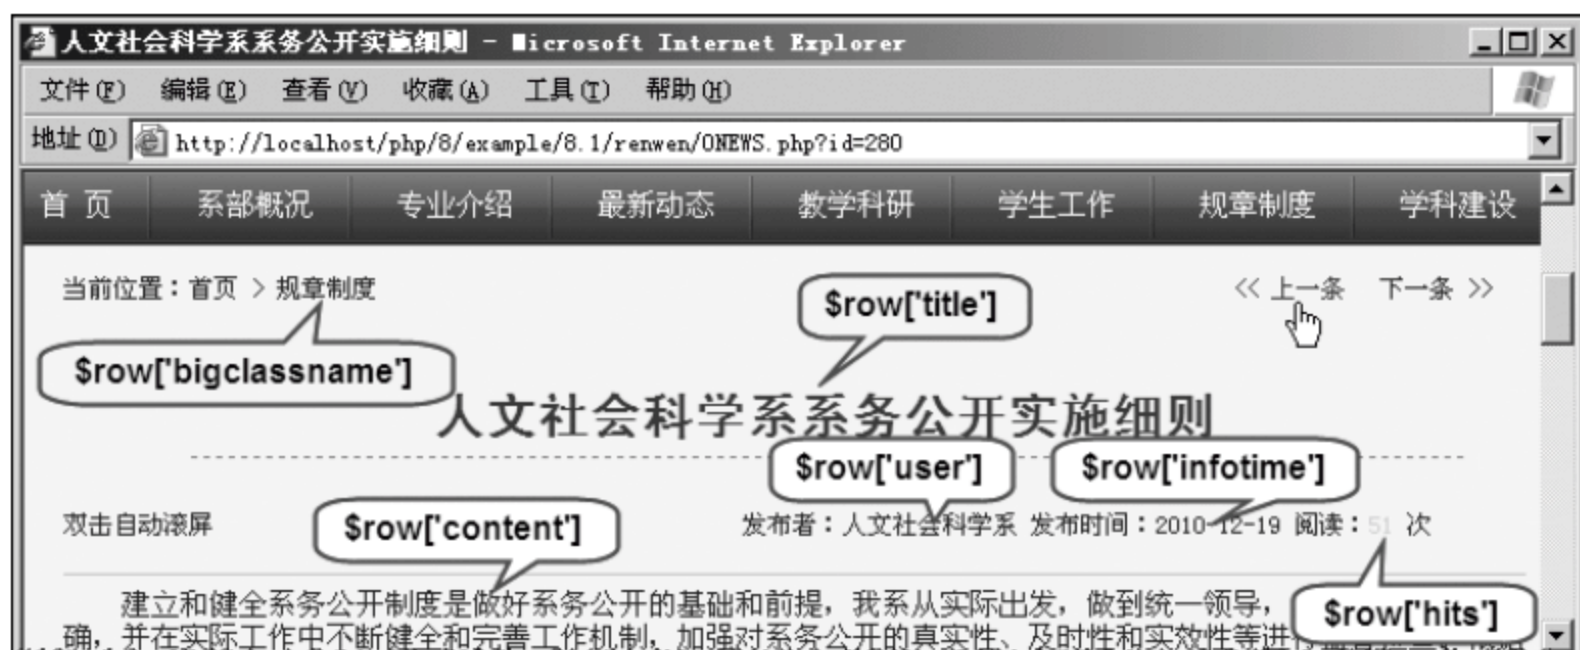 人文社会科学系系务公开实施细则 - Microsoft Internet Explorer
文件(F) 编辑(E) 查看(V) 收藏(A) 工具(T) 帮助(H)
地址(D) http://localhost/php/8/example/8.1/renwen/ONEWS.php?id=280
首 页 系部概况 专业介绍 最新动态 教学科研 学生工作 规章制度 学科建设
当前位置：首页 > 规章制度 << 上一条 下一条 >>
$row['title']
$row['bigclassname']
人文社会科学系系务公开实施细则
$row['user'] $row['infotime']
双击自动滚屏 $row['content'] 发布者：人文社会科学系 发布时间：2010-12-19 阅读：51 次
建立和健全系务公开制度是做好系务公开的基础和前提，我系从实际出发，做到统一领导，
$row['hits']
确，并在实际工作中不断健全和完善工作机制，加强对系务公开的真实性、及时性和实效性等进行